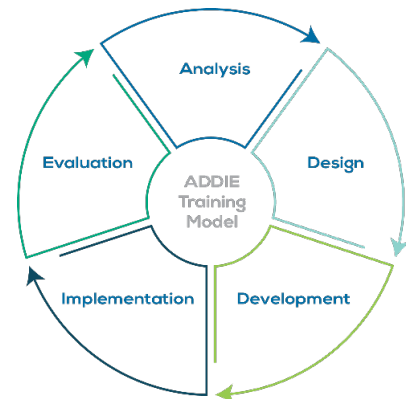 Analysis
Design
Development
Implementation
Evaluation
ADDIE
Training
Model